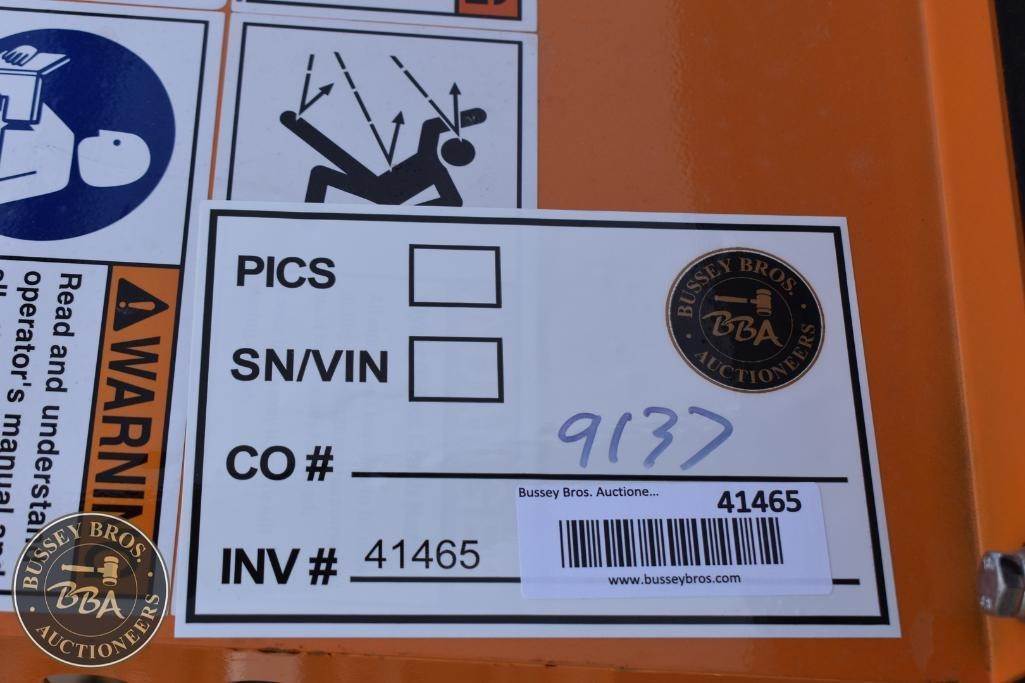 PICS
BUSSEY BROS.
BBA
AUCTIONEERS
SN/VIN
CO # 9137
Bussey Bros. Auctione... 41465
INV # 41465
www.busseybros.com
WARNIN
Read and understan
operator's manual
BUSSEY BROS.
BBA
AUCTIONEERS